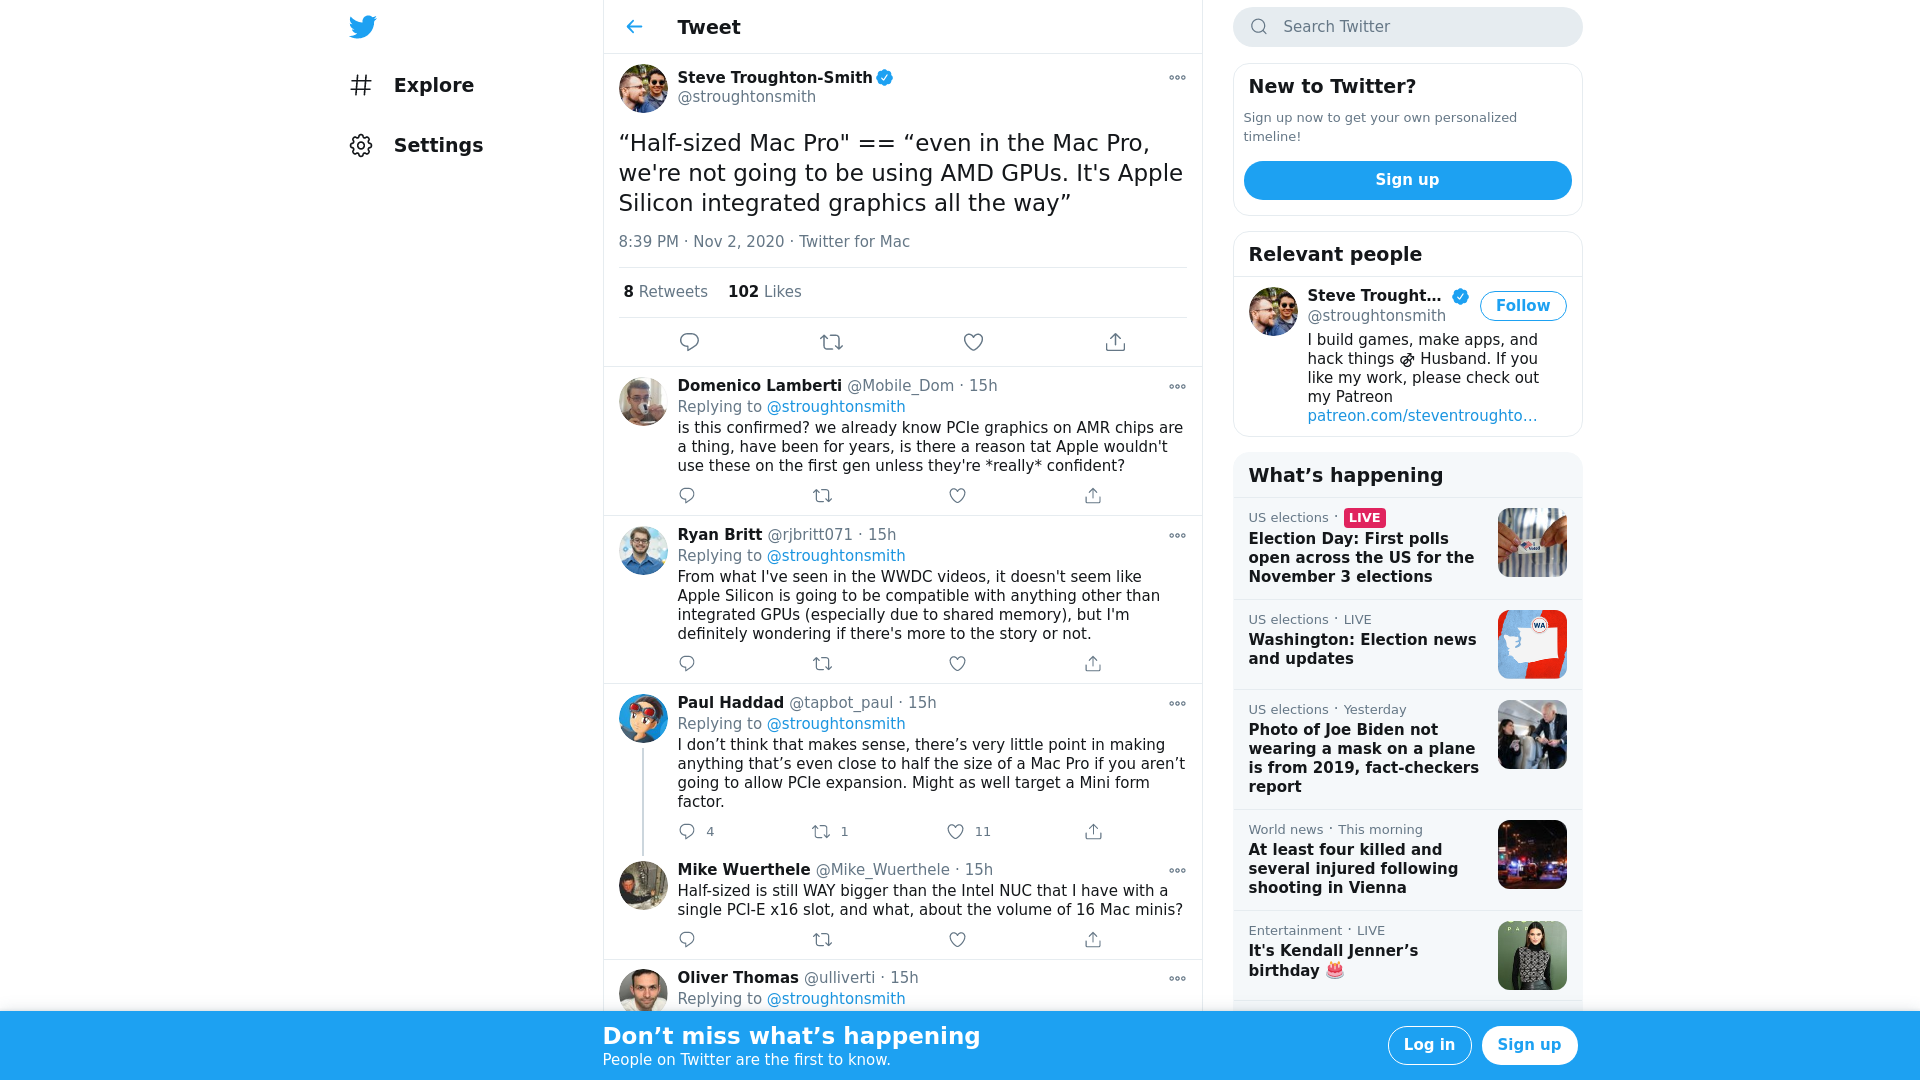 Explore
Settings
Tweet
Steve Troughton-Smith
@stroughtonsmith
“Half-sized Mac Pro" == “even in the Mac Pro,
we're not going to be using AMD GPUs. It's Apple
Silicon integrated graphics all the way”
8:39 PM · Nov 2, 2020 · Twitter for Mac
8 Retweets 102 Likes
Domenico Lamberti @Mobile_Dom · 15h
Replying to @stroughtonsmith
is this confirmed? we already know PCIe graphics on AMR chips are
a thing, have been for years, is there a reason tat Apple wouldn't
use these on the first gen unless they're *really* confident?
Ryan Britt @rjbritt071 · 15h
Replying to @stroughtonsmith
From what I've seen in the WWDC videos, it doesn't seem like
Apple Silicon is going to be compatible with anything other than
integrated GPUs (especially due to shared memory), but I'm
definitely wondering if there's more to the story or not.
Paul Haddad @tapbot_paul · 15h
Replying to @stroughtonsmith
I don’t think that makes sense, there’s very little point in making
anything that’s even close to half the size of a Mac Pro if you aren’t
going to allow PCIe expansion. Might as well target a Mini form
factor.
4 1 11
Mike Wuerthele @Mike_Wuerthele · 15h
Half-sized is still WAY bigger than the Intel NUC that I have with a
single PCI-E x16 slot, and what, about the volume of 16 Mac minis?
Oliver Thomas @ulliverti · 15h
Replying to @stroughtonsmith
Search Twitter
New to Twitter?
Sign up now to get your own personalized
timeline!
Sign up
Relevant people
Steve Trought…
@stroughtonsmith
Follow
I build games, make apps, and
hack things ⚣ Husband. If you
like my work, please check out
my Patreon
patreon.com/steventroughto…
What’s happening
US elections · LIVE
Election Day: First polls
open across the US for the
November 3 elections
US elections · LIVE
Washington: Election news
and updates
WA
US elections · Yesterday
Photo of Joe Biden not
wearing a mask on a plane
is from 2019, fact-checkers
report
World news · This morning
At least four killed and
several injured following
shooting in Vienna
Entertainment · LIVE
It's Kendall Jenner’s
birthday 🎂
Don’t miss what’s happening
People on Twitter are the first to know.
Log in
Sign up